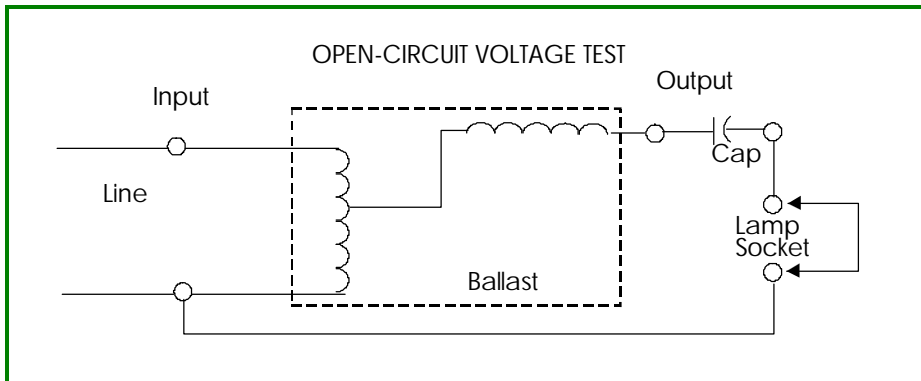 OPEN-CIRCUIT VOLTAGE TEST
Input
Output
Cap
Line
Lamp
Socket
Ballast